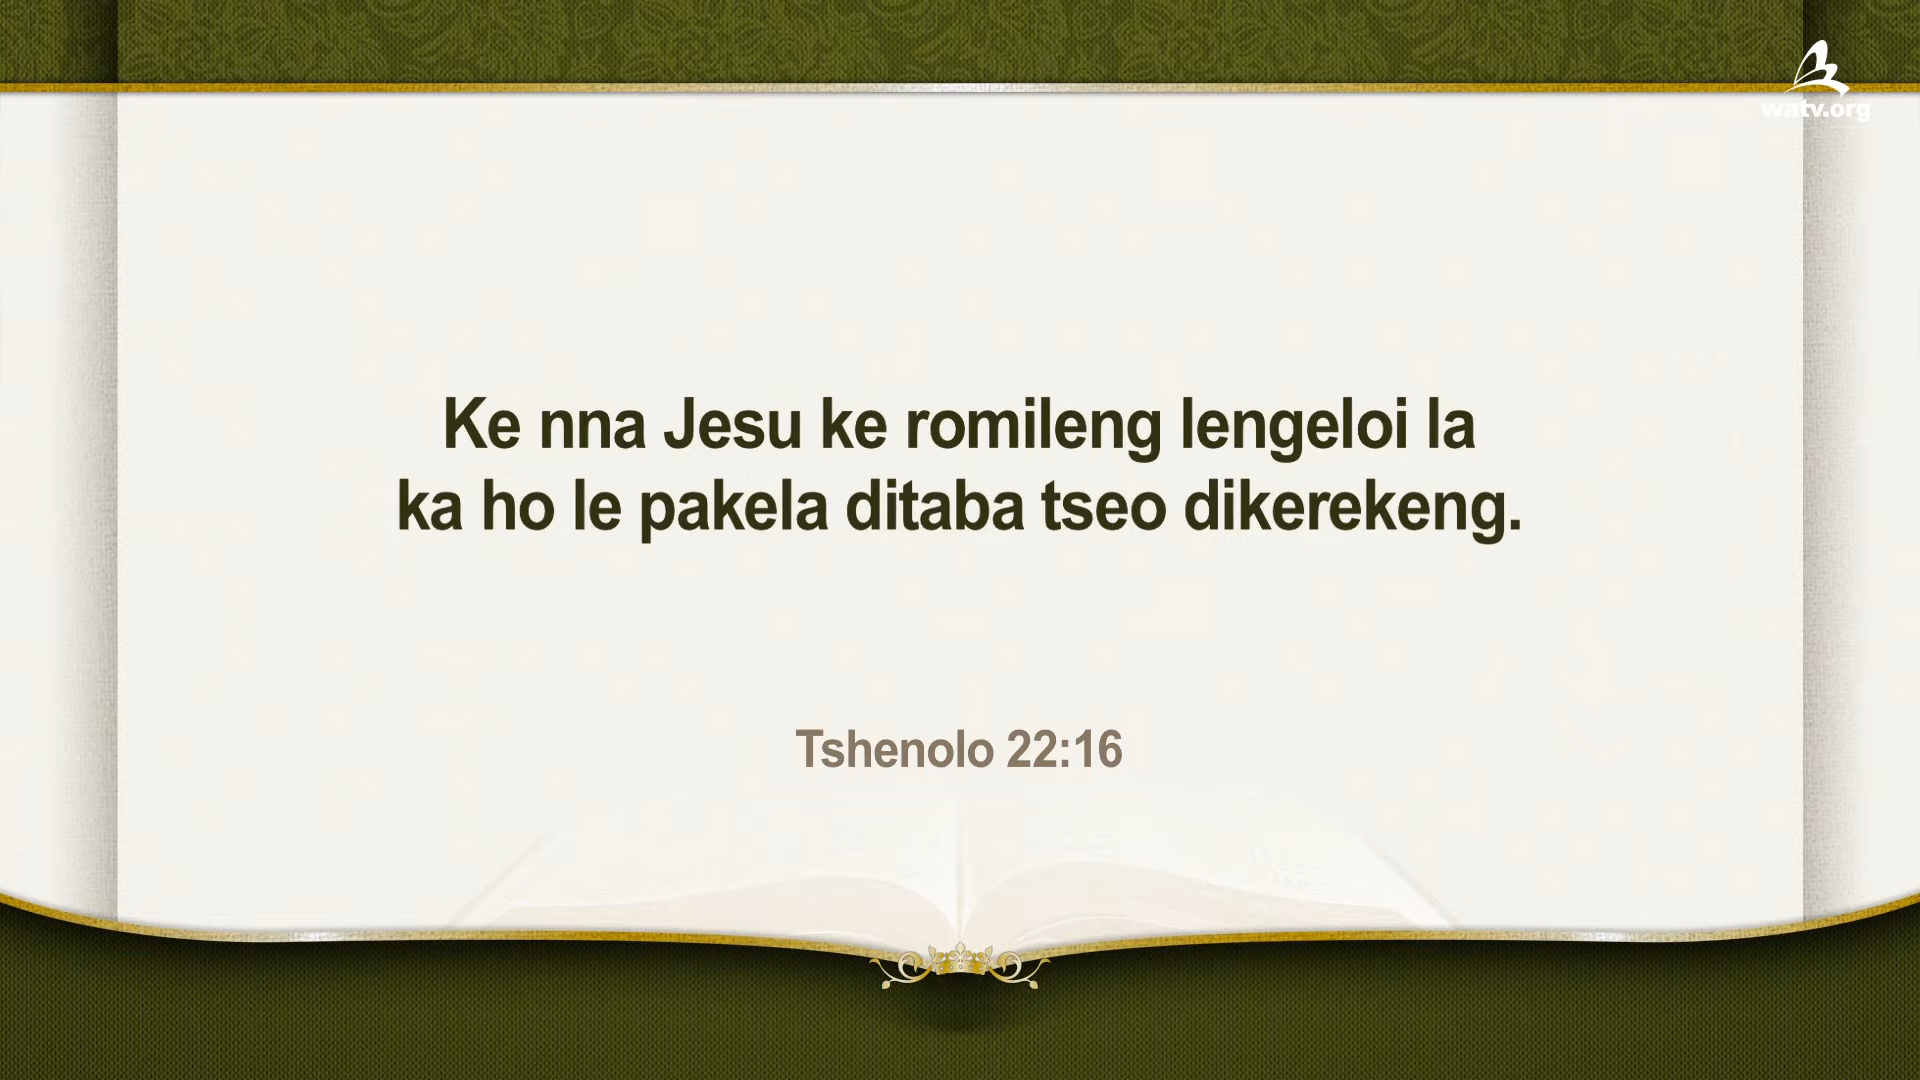 watv.org
Ke nna Jesu ke romileng lengeloi la
ka ho le pakela ditaba tseo dikerekeng.
Tshenolo 22:16